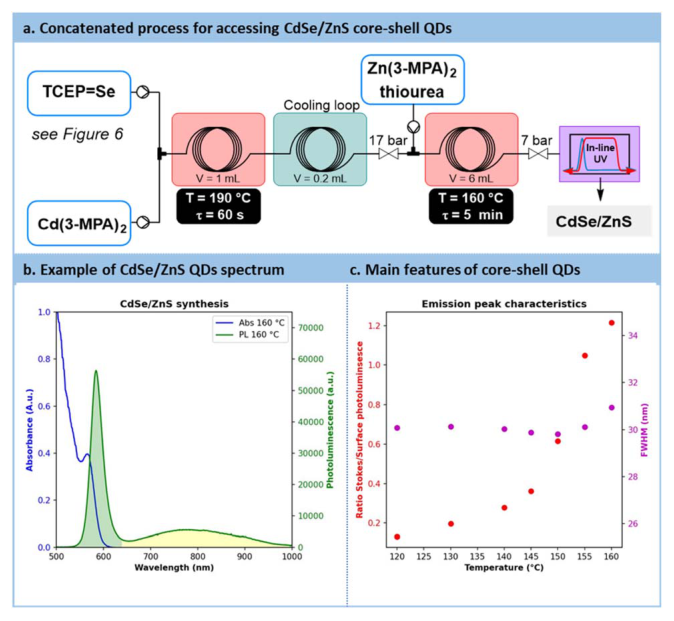 a. Concatenated process for accessing CdSe/ZnS core-shell QDs
TCEP=Se
see Figure 6
Cd(3-MPA)2
V = 1 mL
T = 190 °C
τ = 60 s
Cooling loop
V = 0.2 mL
17 bar
Zn(3-MPA)2
thiourea
V = 6 mL
T = 160 °C
τ = 5 min
7 bar
In-line
UV
CdSe/ZnS
b. Example of CdSe/ZnS QDs spectrum
CdSe/ZnS synthesis
Abs 160 °C
PL 160 °C
Absorbance (A.u.)
1.0
0.8
0.6
0.4
0.2
0.0
500 600 700 800 900 1000
Wavelength (nm)
70000
60000
50000
40000
30000
20000
10000
0
Photoluminescence (a.u.)
c. Main features of core-shell QDs
Emission peak characteristics
Ratio Stokes/Surface photoluminsesce
1.2
1.0
0.8
0.6
0.4
0.2
120 125 130 135 140 145 150 155 160
Temperature (°C)
34
32
30
28
26
FWHM (nm)